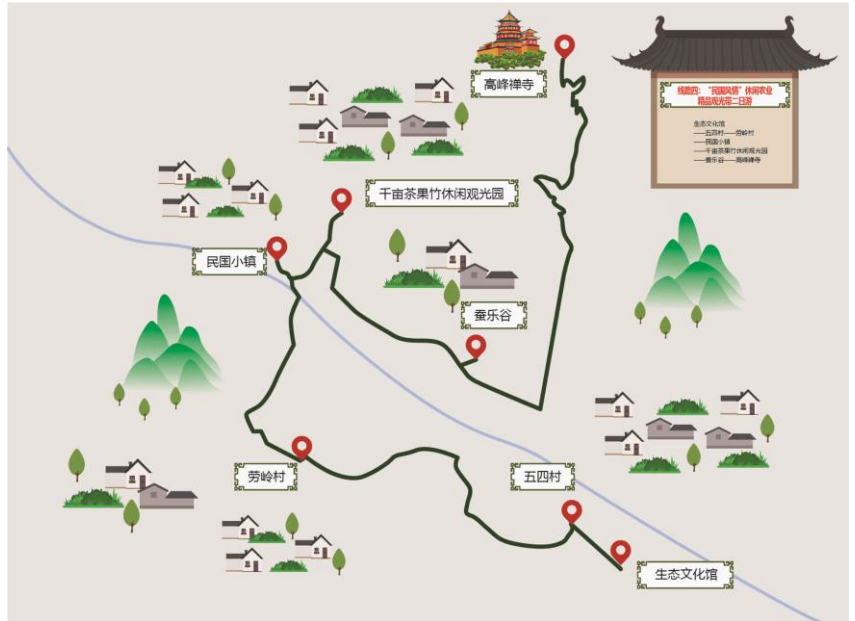 高峰禅寺
线路四：“民国风情”休闲农业
精品观光带二日游
生态文化馆
——五四村——劳岭村
——民国小镇
——千亩茶果竹休闲观光园
——蚕乐谷——高峰禅寺
千亩茶果竹休闲观光园
民国小镇
蚕乐谷
劳岭村
五四村
生态文化馆